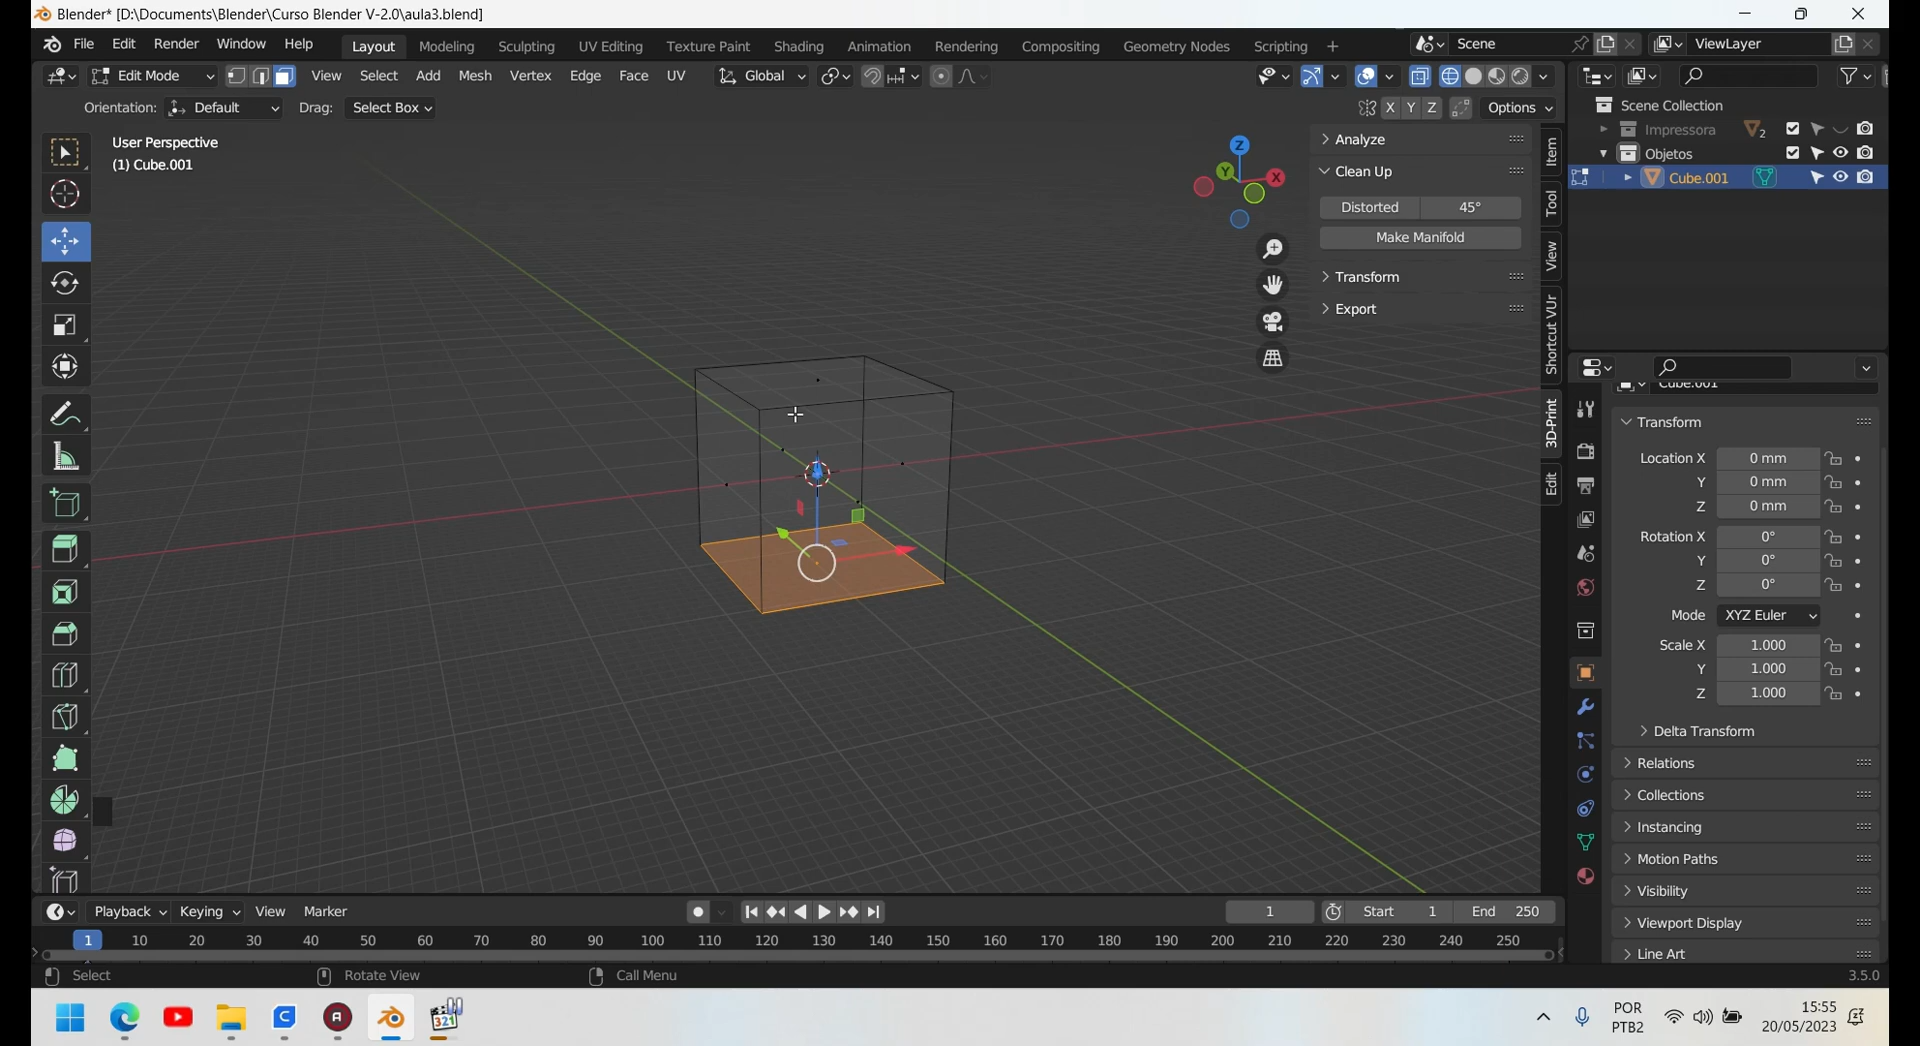 Blender* [D:\Documents\Blender\Curso Blender V-2.0\aula3.blend]
File Edit Render Window Help Layout Modeling Sculpting UV Editing Texture Paint Shading Animation Rendering Compositing Geometry Nodes Scripting + Scene ViewLayer
Edit Mode View Select Add Mesh Vertex Edge Face UV Global
Orientation: Default Drag: Select Box X Y Z Options
User Perspective
(1) Cube.001
Z
Y
X
Analyze
Clean Up
Distorted 45°
Make Manifold
Transform
Export
Item
Tool
View
Shortcut VUr
3D-Print
Edit
Scene Collection
Impressora 2
Objetos
Cube.001
Cube.001
Transform
Location X 0 mm
Y 0 mm
Z 0 mm
Rotation X 0°
Y 0°
Z 0°
Mode XYZ Euler
Scale X 1.000
Y 1.000
Z 1.000
Delta Transform
Relations
Collections
Instancing
Motion Paths
Visibility
Viewport Display
Line Art
Playback Keying View Marker 1 Start 1 End 250
1 10 20 30 40 50 60 70 80 90 100 110 120 130 140 150 160 170 180 190 200 210 220 230 240 250
Select Rotate View Call Menu 3.5.0
321
POR
PTB2
15:55
20/05/2023